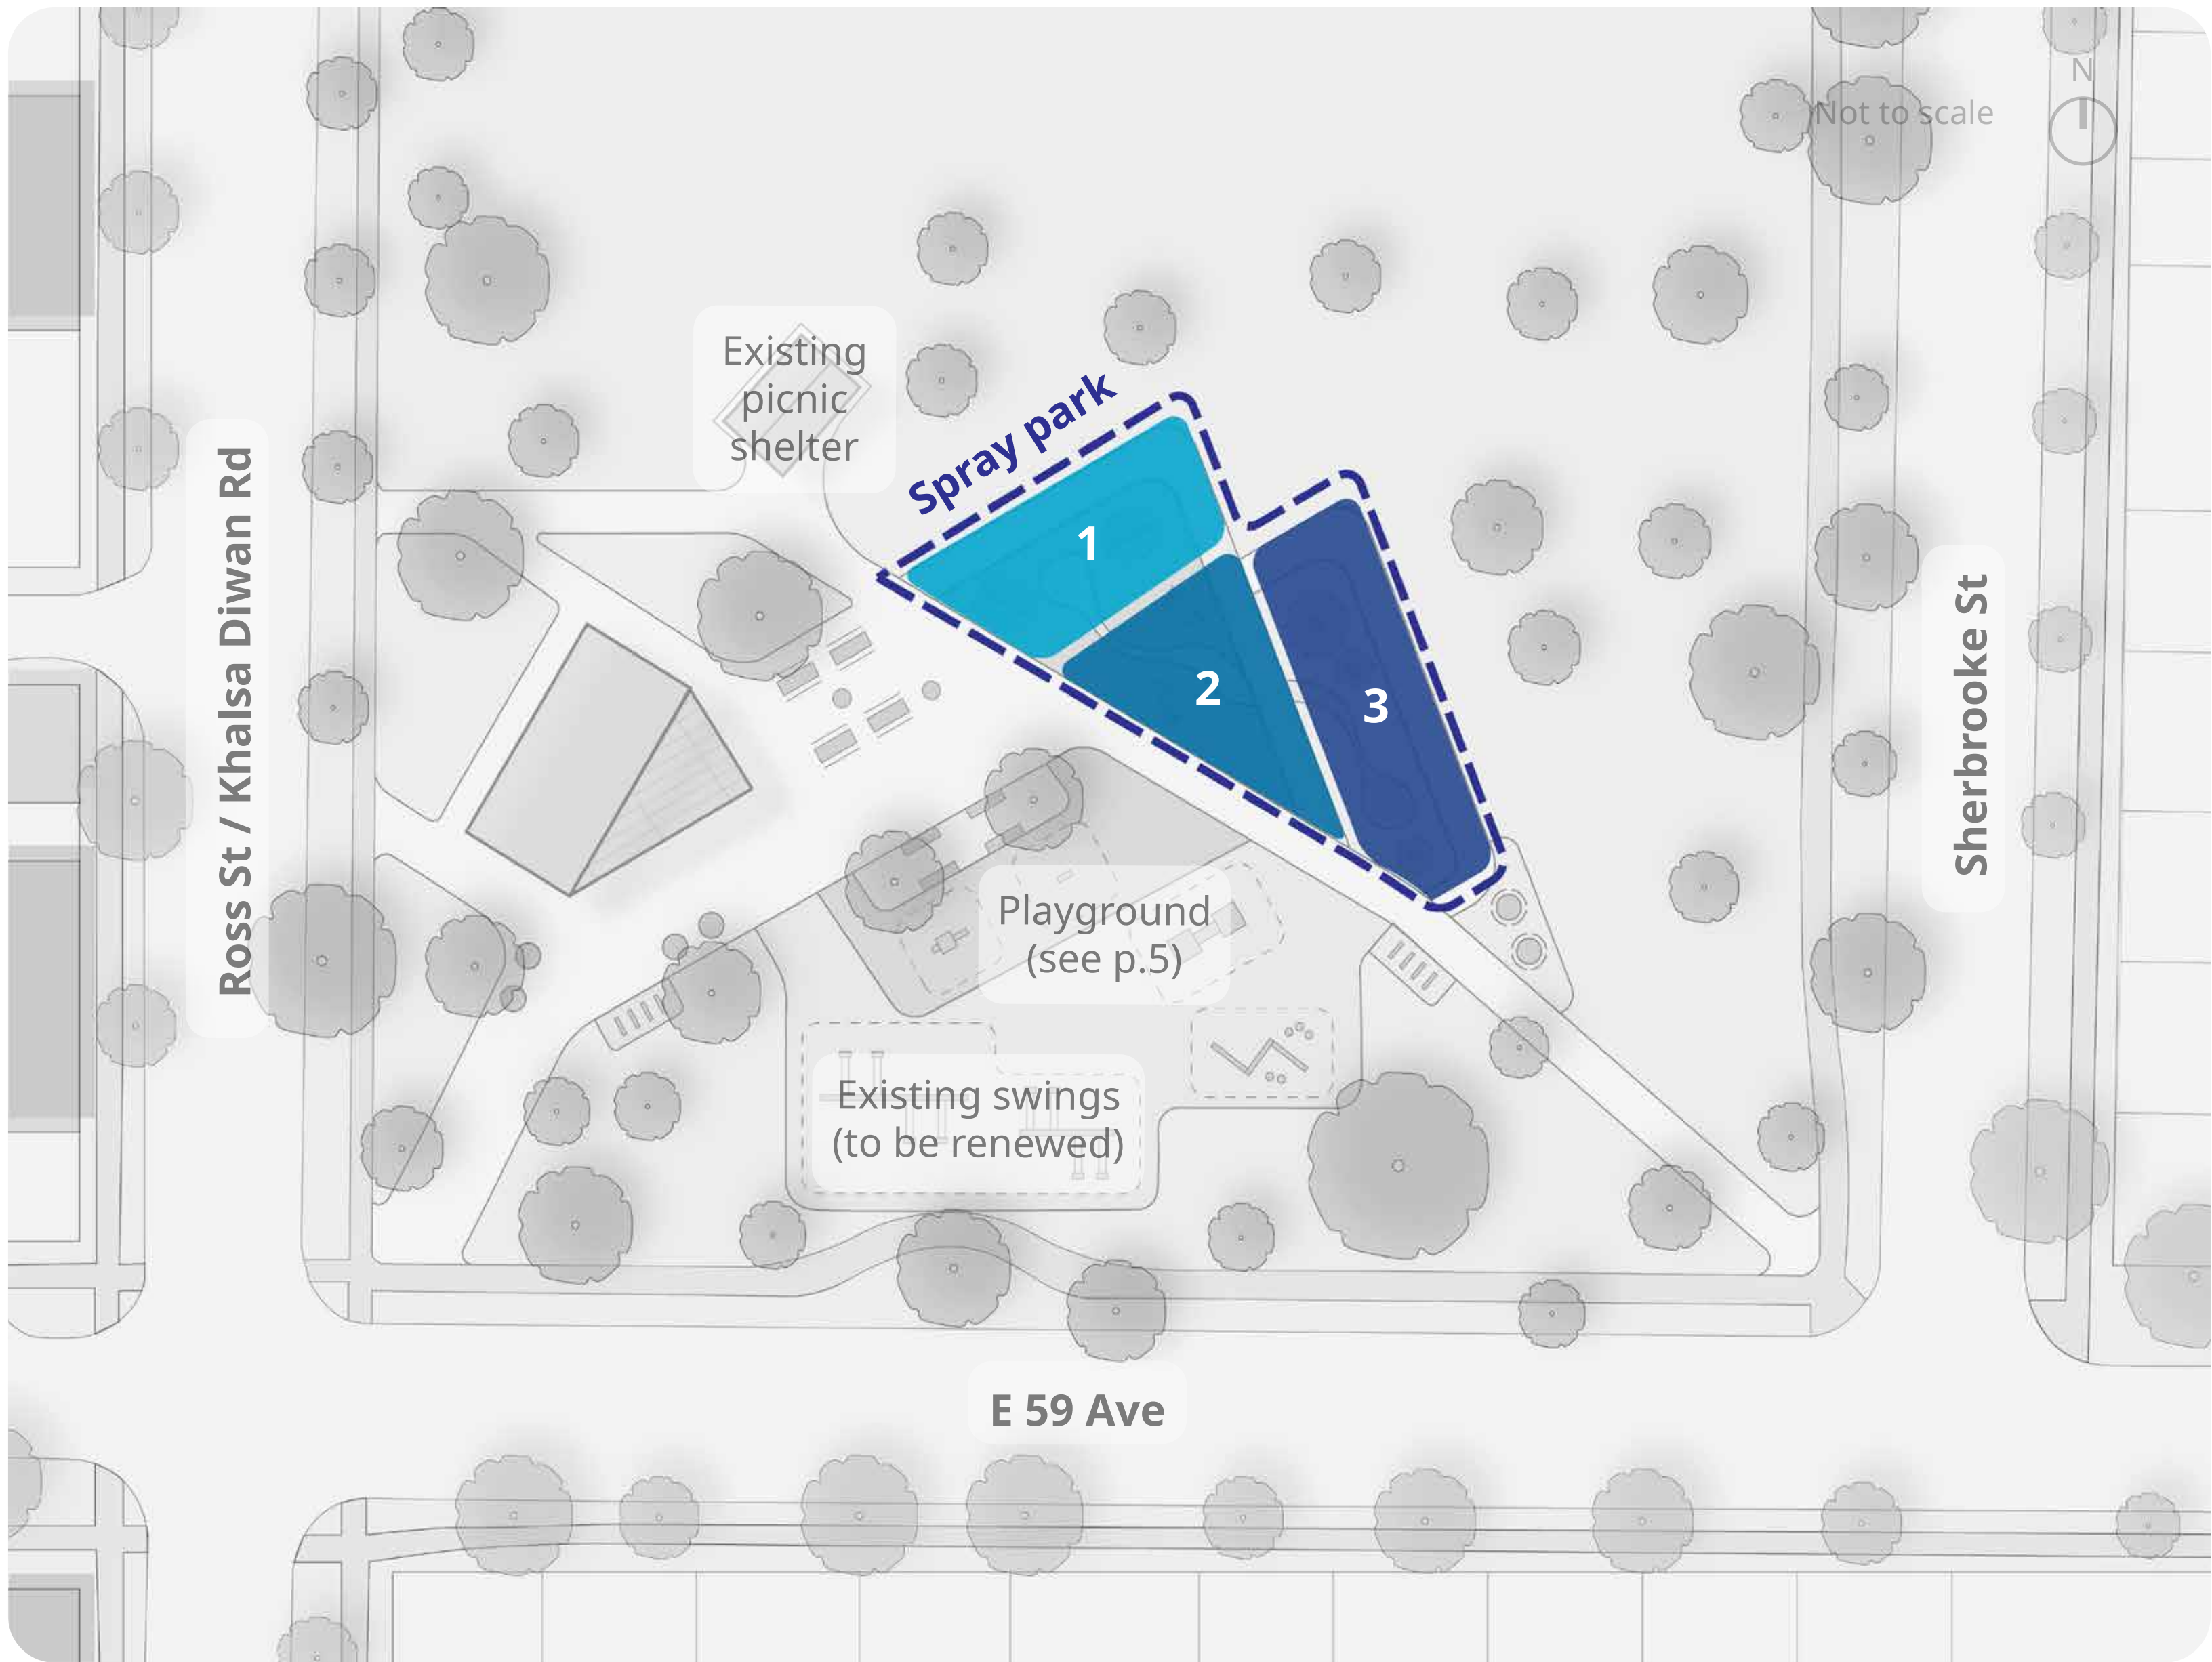 N
Not to scale
Existing
picnic
shelter
Spray park
1
2
3
Ross St / Khalsa Diwan Rd
Sherbrooke St
Playground
(see p.5)
Existing swings
(to be renewed)
E 59 Ave